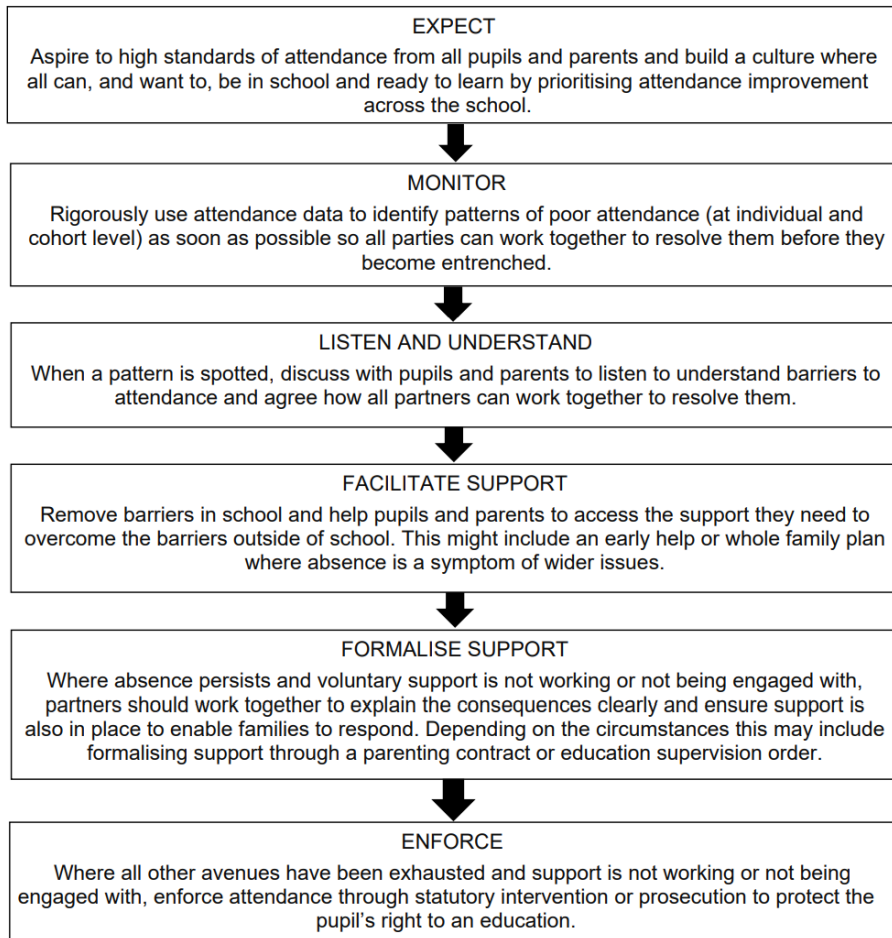 EXPECT
Aspire to high standards of attendance from all pupils and parents and build a culture where
all can, and want to, be in school and ready to learn by prioritising attendance improvement
across the school.
MONITOR
Rigorously use attendance data to identify patterns of poor attendance (at individual and
cohort level) as soon as possible so all parties can work together to resolve them before they
become entrenched.
LISTEN AND UNDERSTAND
When a pattern is spotted, discuss with pupils and parents to listen to understand barriers to
attendance and agree how all partners can work together to resolve them.
FACILITATE SUPPORT
Remove barriers in school and help pupils and parents to access the support they need to
overcome the barriers outside of school. This might include an early help or whole family plan
where absence is a symptom of wider issues.
FORMALISE SUPPORT
Where absence persists and voluntary support is not working or not being engaged with,
partners should work together to explain the consequences clearly and ensure support is
also in place to enable families to respond. Depending on the circumstances this may include
formalising support through a parenting contract or education supervision order.
ENFORCE
Where all other avenues have been exhausted and support is not working or not being
engaged with, enforce attendance through statutory intervention or prosecution to protect the
pupil's right to an education.